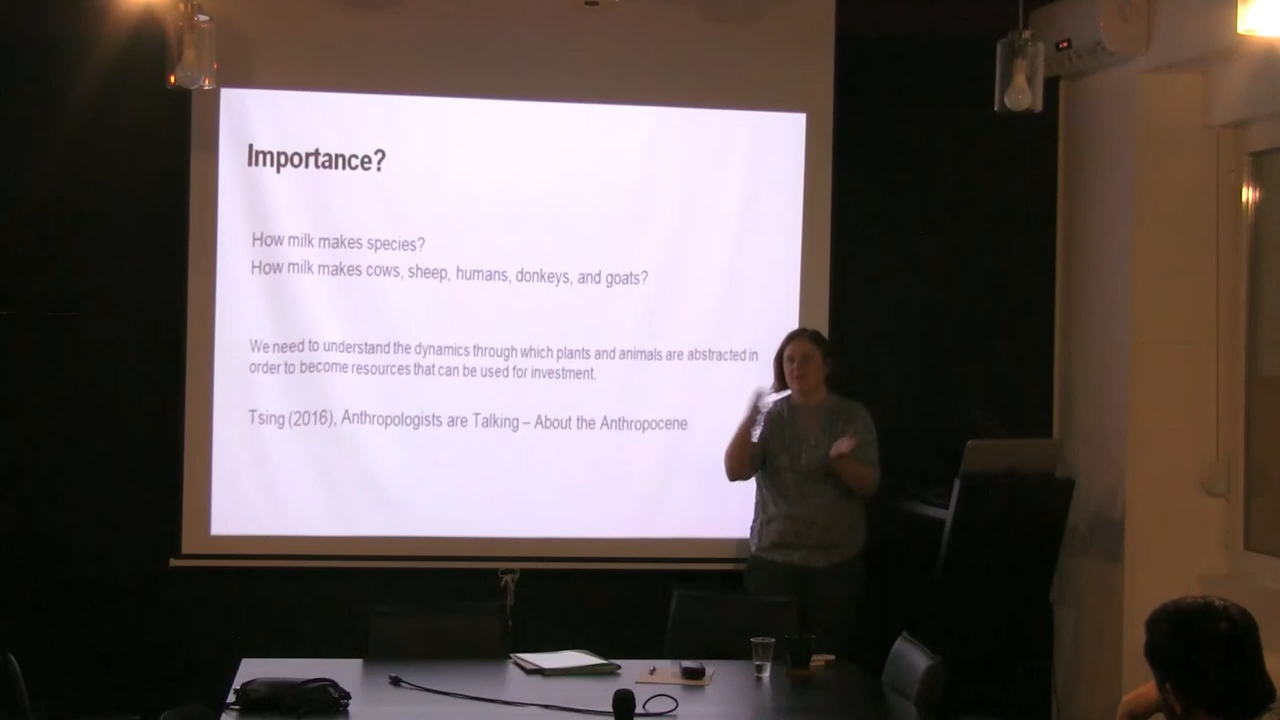 Importance?
How milk makes species?
How milk makes cows, sheep, humans, donkeys, and goats?
We need to understand the dynamics through which plants and animals are abstracted in
order to become resources that can be used for investment.
Tsing (2016), Anthropologists are Talking – About the Anthropocene